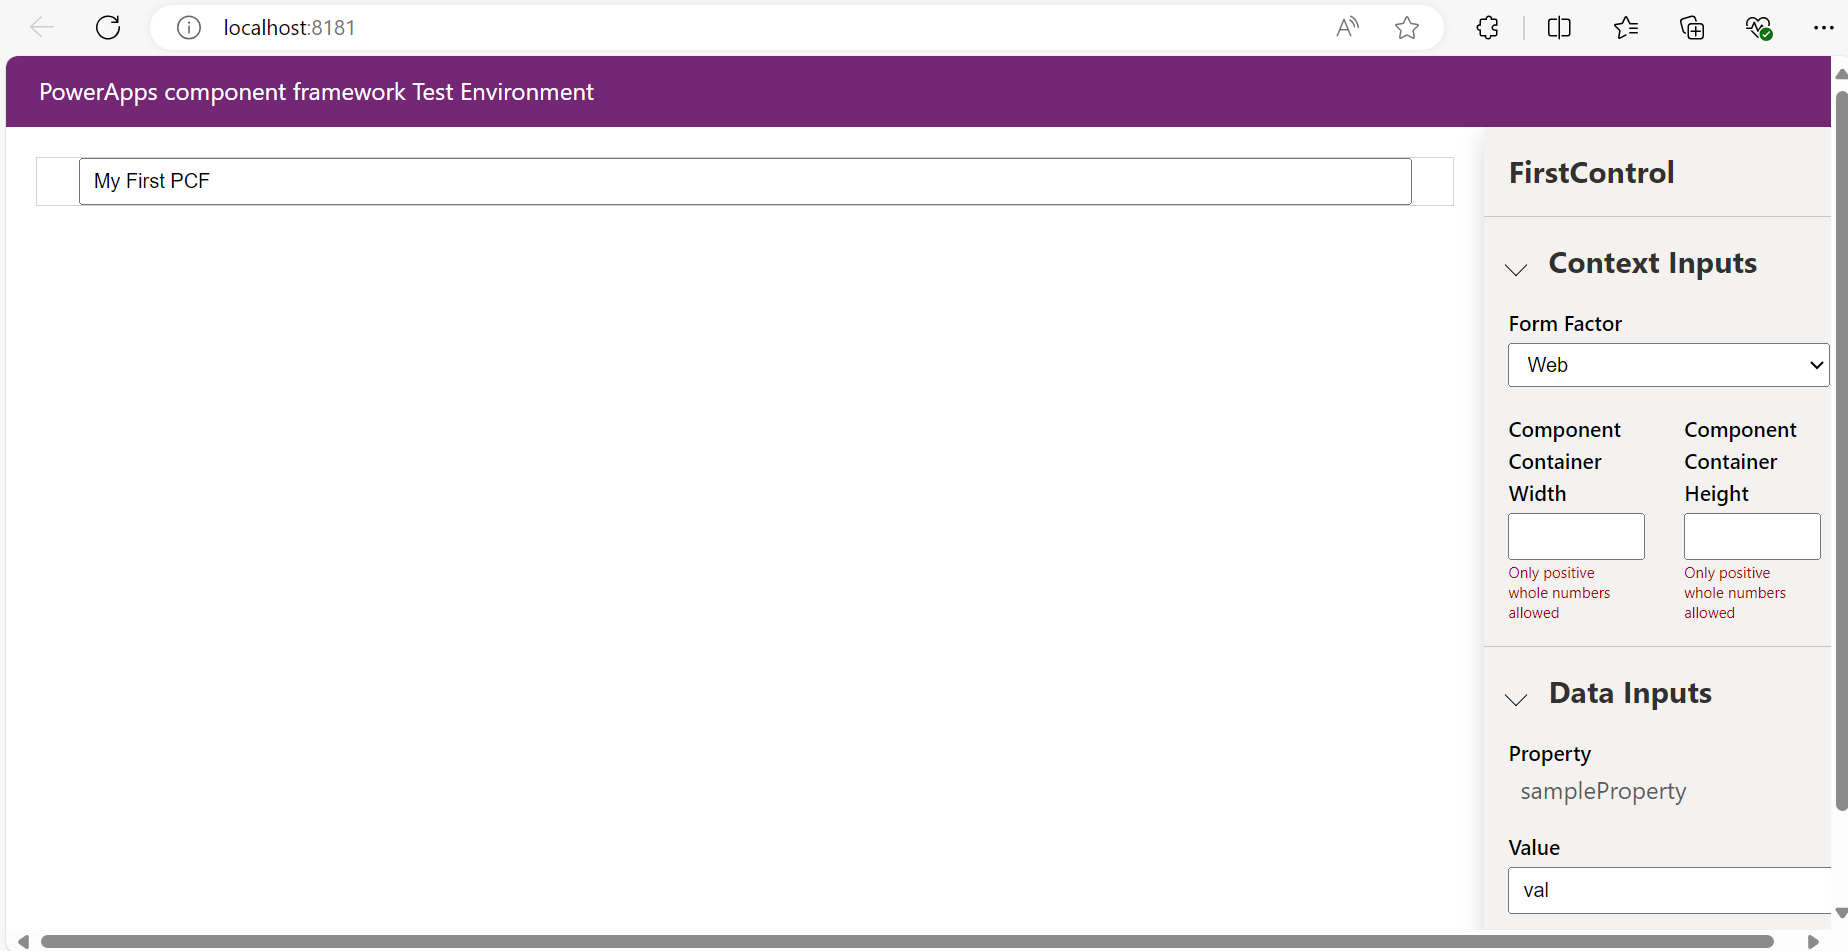 localhost:8181
PowerApps component framework Test Environment
My First PCF
FirstControl
Context Inputs
Form Factor
Web
Component
Container
Width
Component
Container
Height
Only positive
whole numbers
allowed
Only positive
whole numbers
allowed
Data Inputs
Property
sampleProperty
Value
val